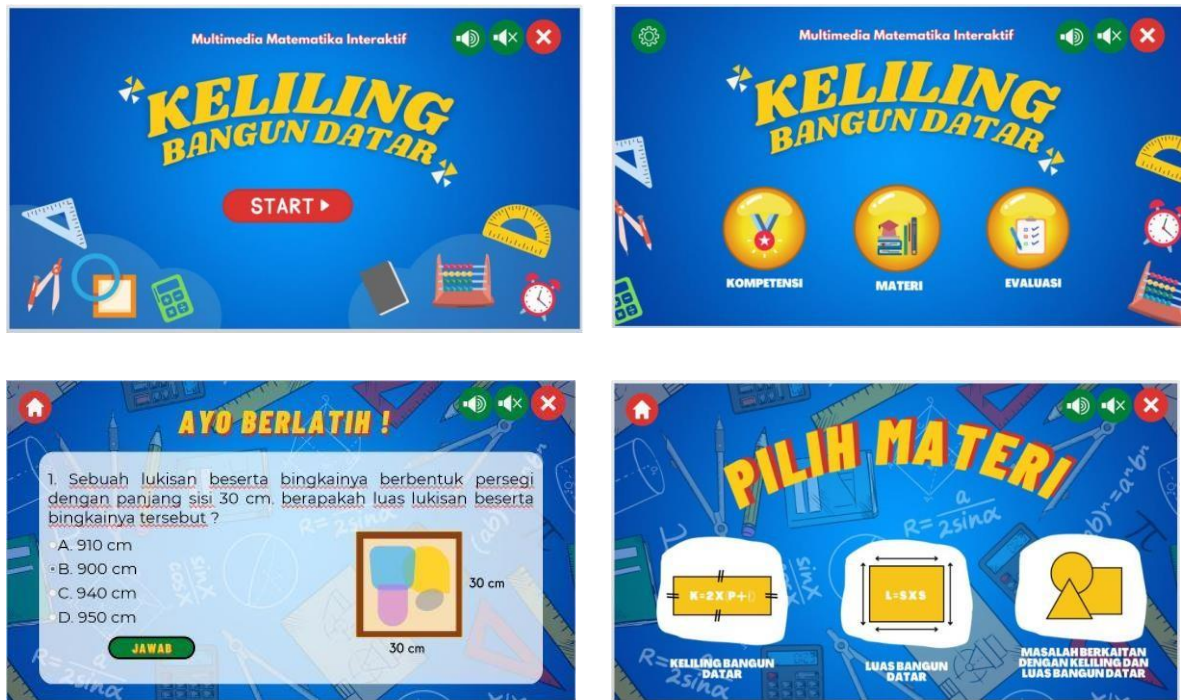 Multimedia Matematika Interaktif
KELILING
BANGUN DATAR
START
Multimedia Matematika Interaktif
KELILING
BANGUN DATAR
KOMPETENSI
MATERI
EVALUASI
AYO BERLATIH !
1. Sebuah lukisan beserta bingkainya berbentuk persegi
dengan panjang sisi 30 cm. berapakah luas lukisan beserta
bingkainya tersebut ?
A. 910 cm
B. 900 cm
C. 940 cm
D. 950 cm
30 cm
30 cm
JAWAB
PILIH MATERI
L=SXS
KELILING BANGUN
DATAR
LUAS BANGUN
DATAR
MASALAH BERKAITAN
DENGAN KELILING DAN
LUAS BANGUN DATAR